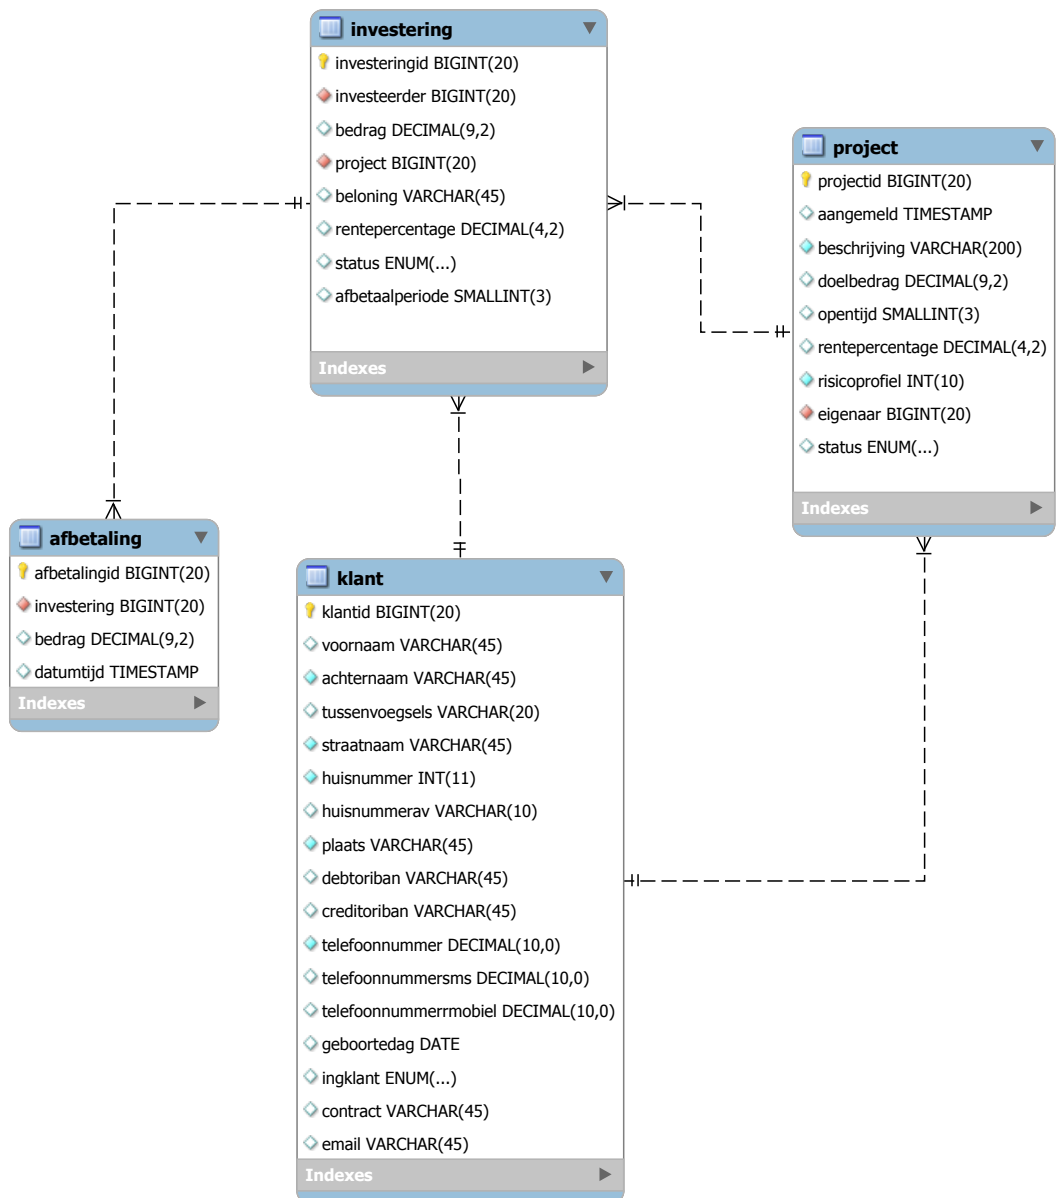 investering
investeringid BIGINT(20)
investeerder BIGINT(20)
bedrag DECIMAL(9,2)
project BIGINT(20)
beloning VARCHAR(45)
rentepercentage DECIMAL(4,2)
status ENUM(...)
afbetaalperiode SMALLINT(3)
Indexes
project
projectid BIGINT(20)
aangemeld TIMESTAMP
beschrijving VARCHAR(200)
doelbedrag DECIMAL(9,2)
opentijd SMALLINT(3)
rentepercentage DECIMAL(4,2)
risicoprofiel INT(10)
eigenaar BIGINT(20)
status ENUM(...)
Indexes
afbetaling
afbetalingid BIGINT(20)
investering BIGINT(20)
bedrag DECIMAL(9,2)
datumtijd TIMESTAMP
Indexes
klant
klantid BIGINT(20)
voornaam VARCHAR(45)
achternaam VARCHAR(45)
tussenvoegsels VARCHAR(20)
straatnaam VARCHAR(45)
huisnummer INT(11)
huisnummerav VARCHAR(10)
plaats VARCHAR(45)
debtoriban VARCHAR(45)
creditoriban VARCHAR(45)
telefoonnummer DECIMAL(10,0)
telefoonnummersms DECIMAL(10,0)
telefoonnummerrmobiel DECIMAL(10,0)
geboortedag DATE
ingklant ENUM(...)
contract VARCHAR(45)
email VARCHAR(45)
Indexes